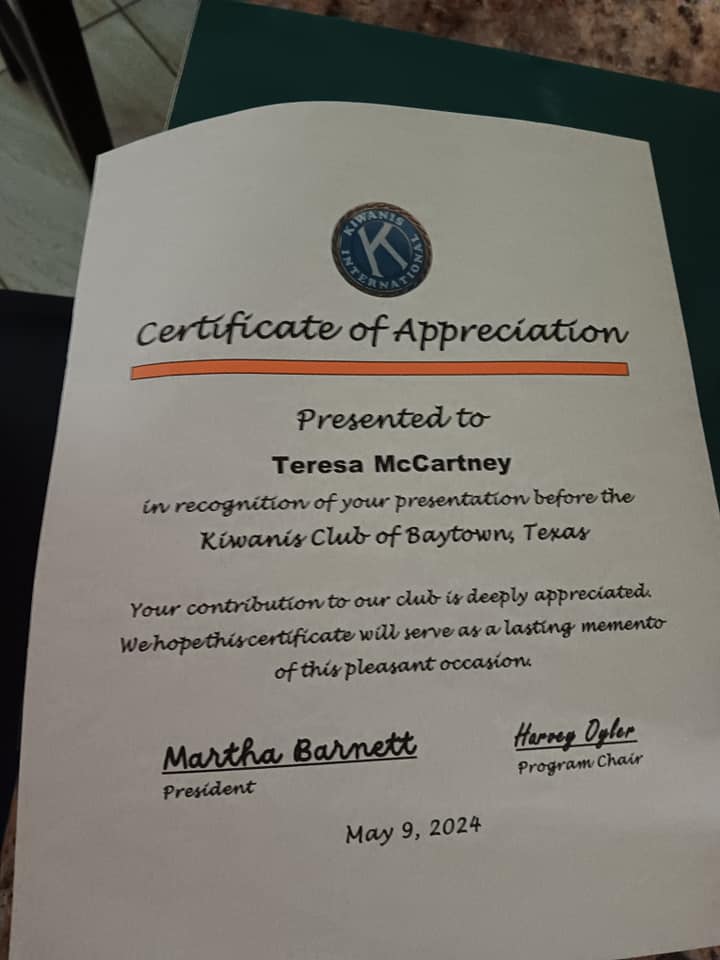 KIWANIS
K
INTERNATIONAL
Certificate of Appreciation
Presented to
Teresa McCartney
in recognition of your presentation before the
Kiwanis Club of Baytown, Texas
Your contribution to our club is deeply appreciated.
We hope this certificate will serve as a lasting memento
of this pleasant occasion.
Martha Barnett
President
Harvey Oyler
Program Chair
May 9, 2024